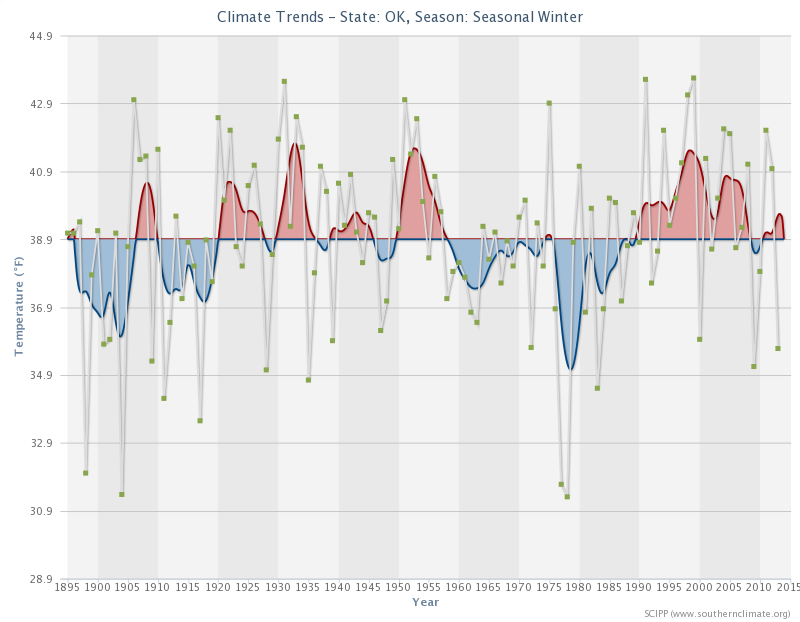 Climate Trends - State: OK, Season: Seasonal Winter
44.9
42.9
40.9
38.9
36.9
34.9
32.9
30.9
28.9
Temperature (°F)
1895 1900 1905 1910 1915 1920 1925 1930 1935 1940 1945 1950 1955 1960 1965 1970 1975 1980 1985 1990 1995 2000 2005 2010 2015
Year
SCIPP (www.southernclimate.org)